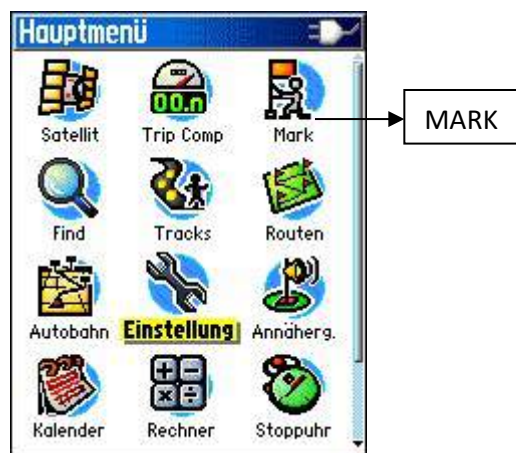 Hauptmenü
Satellit Trip Comp Mark
MARK
Find Tracks Routen
Autobahn Einstellung Annäherg.
Kalender Rechner Stoppuhr
00.n